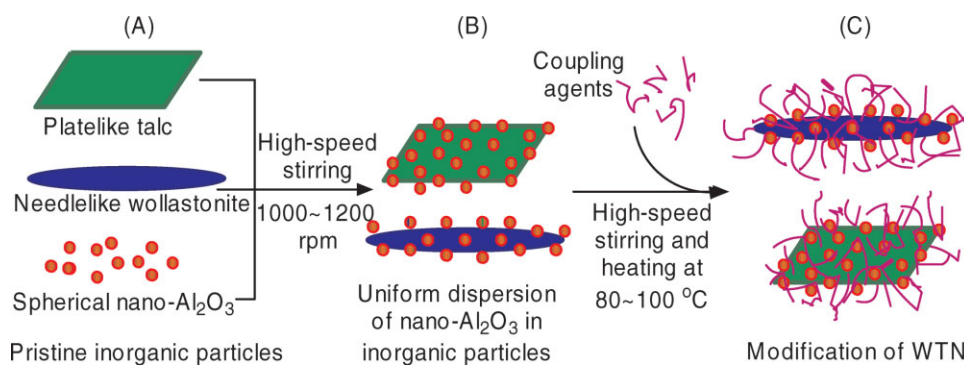 (A)
Platelike talc
Needlelike wollastonite
Spherical nano-Al₂O₃
Pristine inorganic particles
High-speed
stirring
1000~1200
rpm
(B)
Uniform dispersion
of nano-Al₂O₃ in
inorganic particles
Coupling
agents
High-speed
stirring and
heating at
80~100 °C
(C)
Modification of WTN